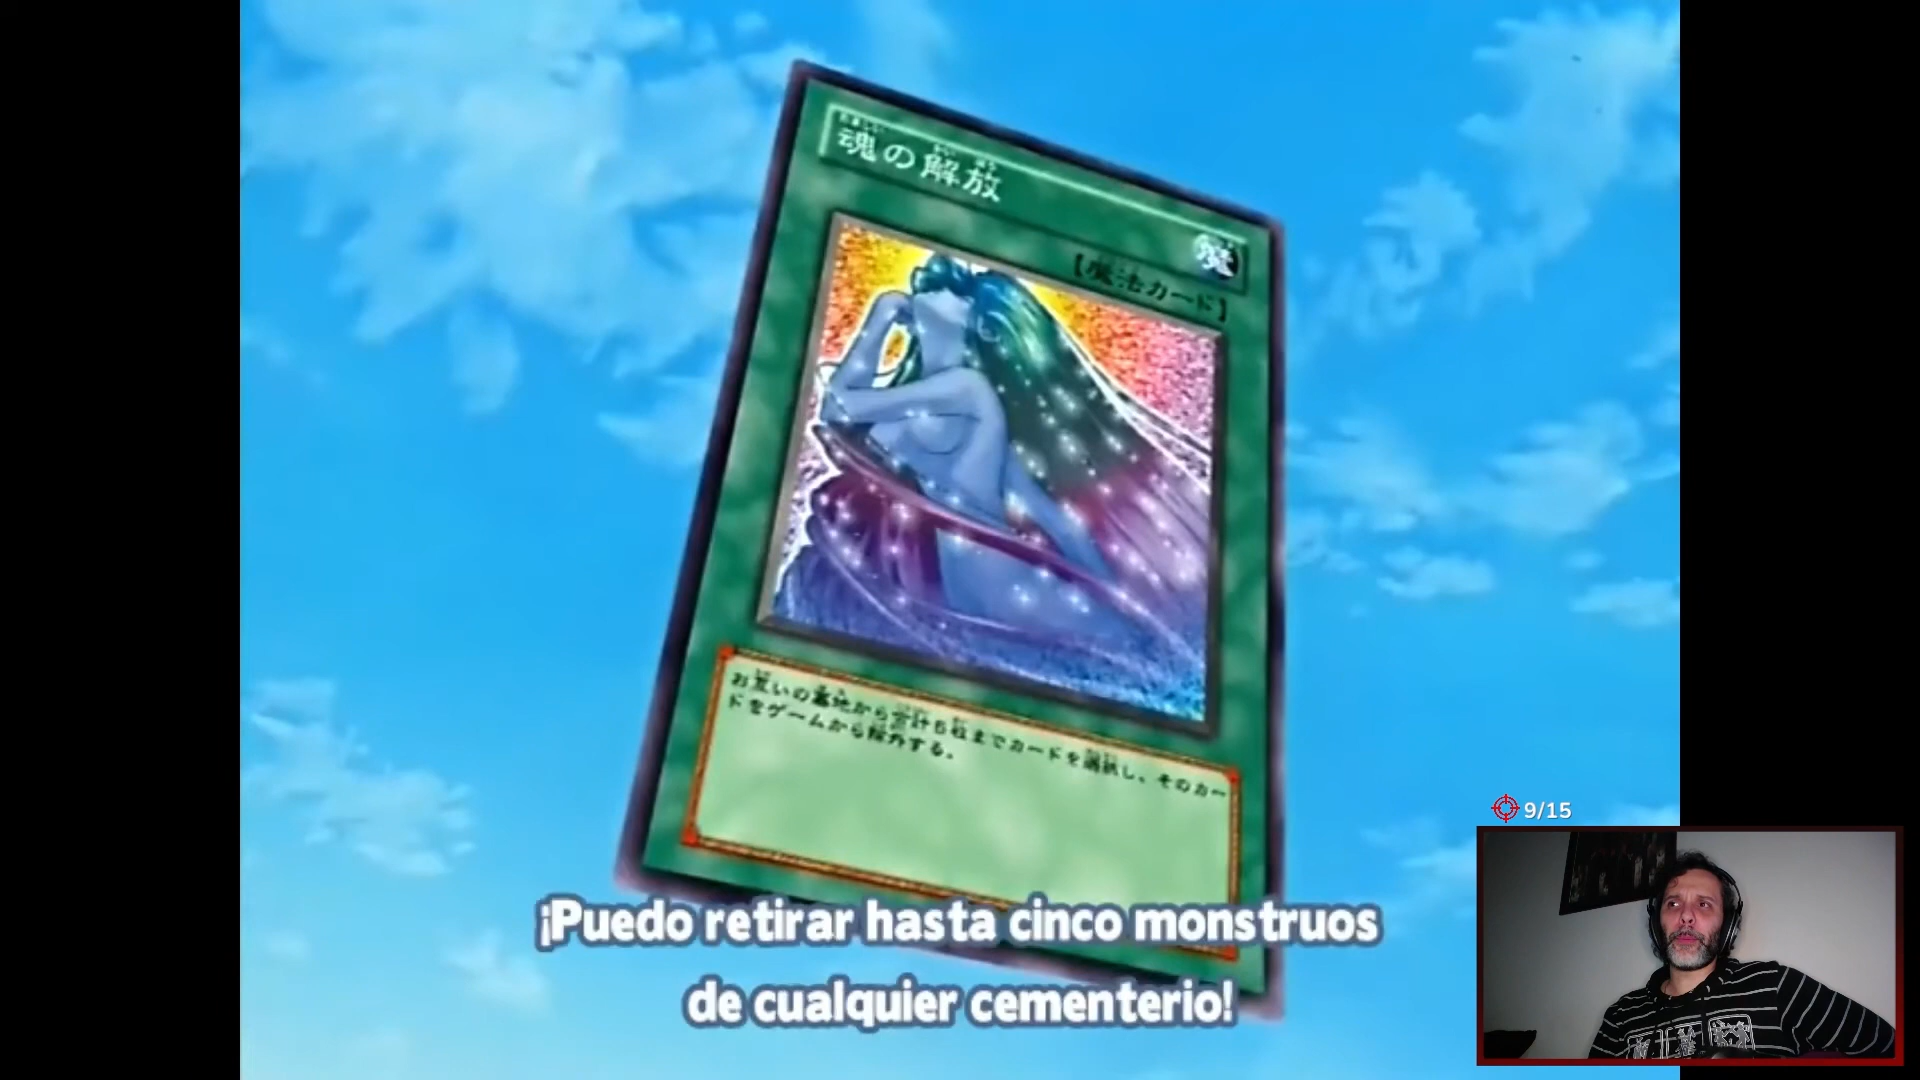 魂の解放
魔
【魔法カード】
お互いの墓地から合計5枚までカードを選択し、そのカー
ドをゲームから除外する。
¡Puedo retirar hasta cinco monstruos
de cualquier cementerio!
9/15